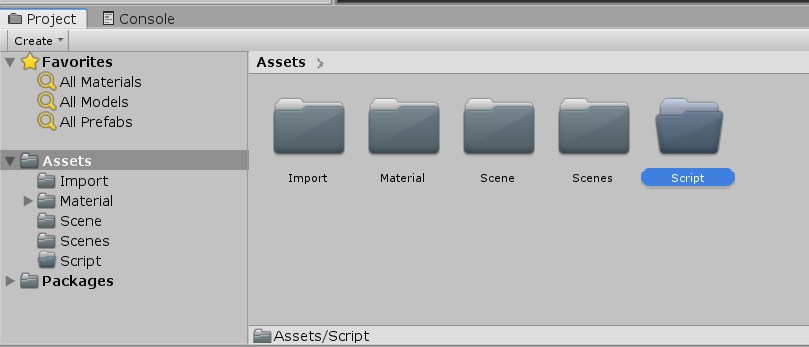 Project Console
Create
Favorites
All Materials
All Models
All Prefabs
Assets
Import
Material
Scene
Scenes
Script
Packages
Assets
Import Material Scene Scenes Script
Assets/Script